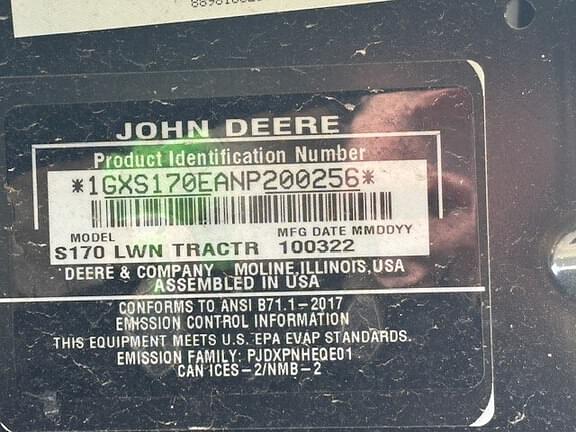 JOHN DEERE
Product Identification Number
*1GXS170EANP200256*
MODEL MFG DATE MMDDYY
S170 LWN TRACTR 100322
DEERE & COMPANY MOLINE,ILLINOIS,USA
ASSEMBLED IN USA
CONFORMS TO ANSI B71.1-2017
EMISSION CONTROL INFORMATION
THIS EQUIPMENT MEETS U.S. EPA EVAP STANDARDS.
EMISSION FAMILY: PJDXPNHEQE01
CAN ICES-2/NMB-2